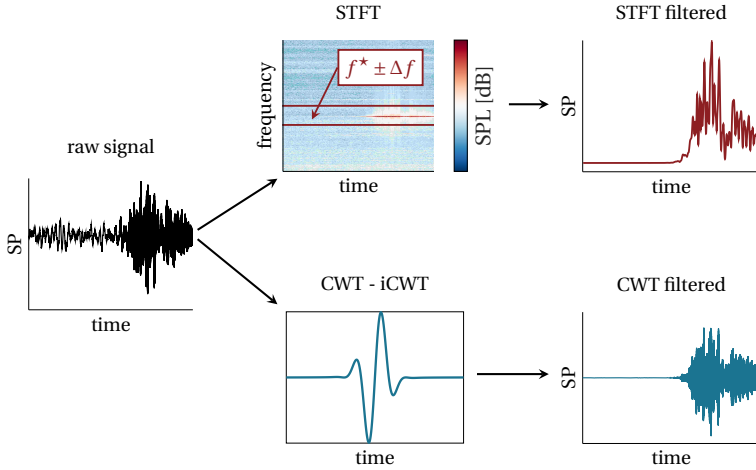 STFT
STFT filtered
frequency
f★ ± Δf
SPL [dB]
SP
time
time
raw signal
SP
time
CWT - iCWT
CWT filtered
SP
time
time